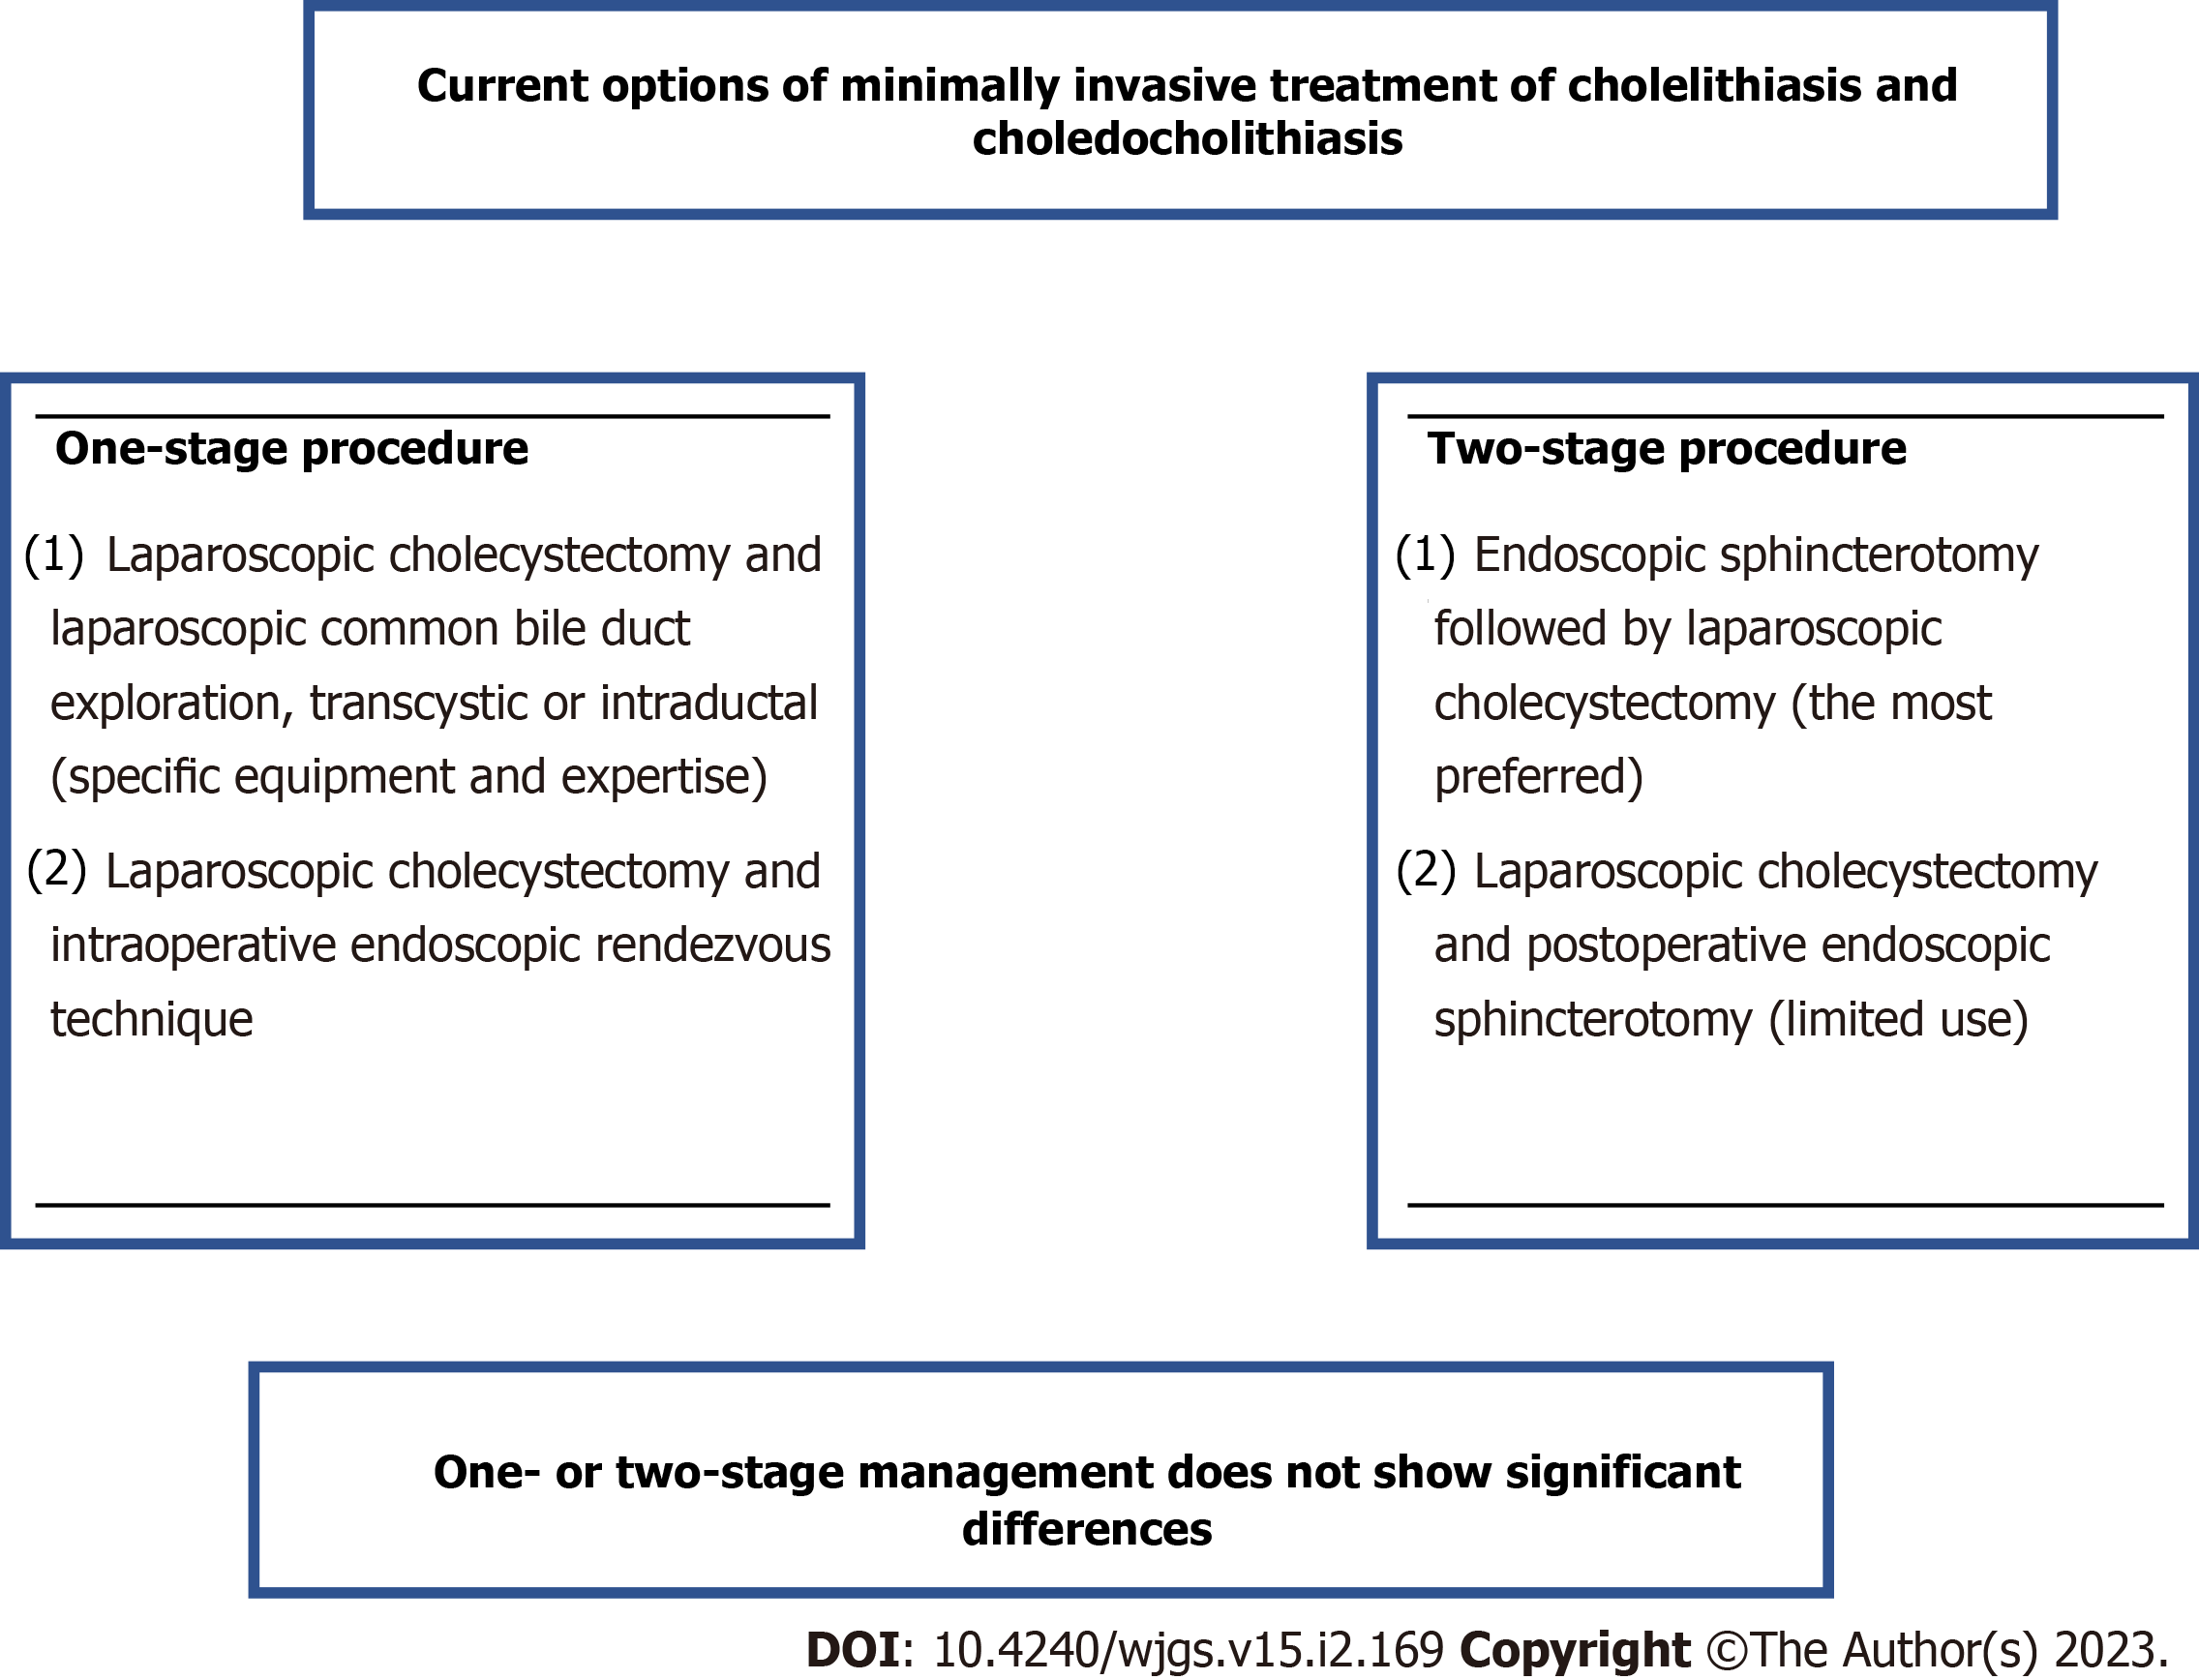 Current options of minimally invasive treatment of cholelithiasis and
choledocholithiasis
One-stage procedure
(1) Laparoscopic cholecystectomy and
laparoscopic common bile duct
exploration, transcystic or intraductal
(specific equipment and expertise)
(2) Laparoscopic cholecystectomy and
intraoperative endoscopic rendezvous
technique
Two-stage procedure
(1) Endoscopic sphincterotomy
followed by laparoscopic
cholecystectomy (the most
preferred)
(2) Laparoscopic cholecystectomy
and postoperative endoscopic
sphincterotomy (limited use)
One- or two-stage management does not show significant
differences
DOI: 10.4240/wjgs.v15.i2.169 Copyright ©The Author(s) 2023.